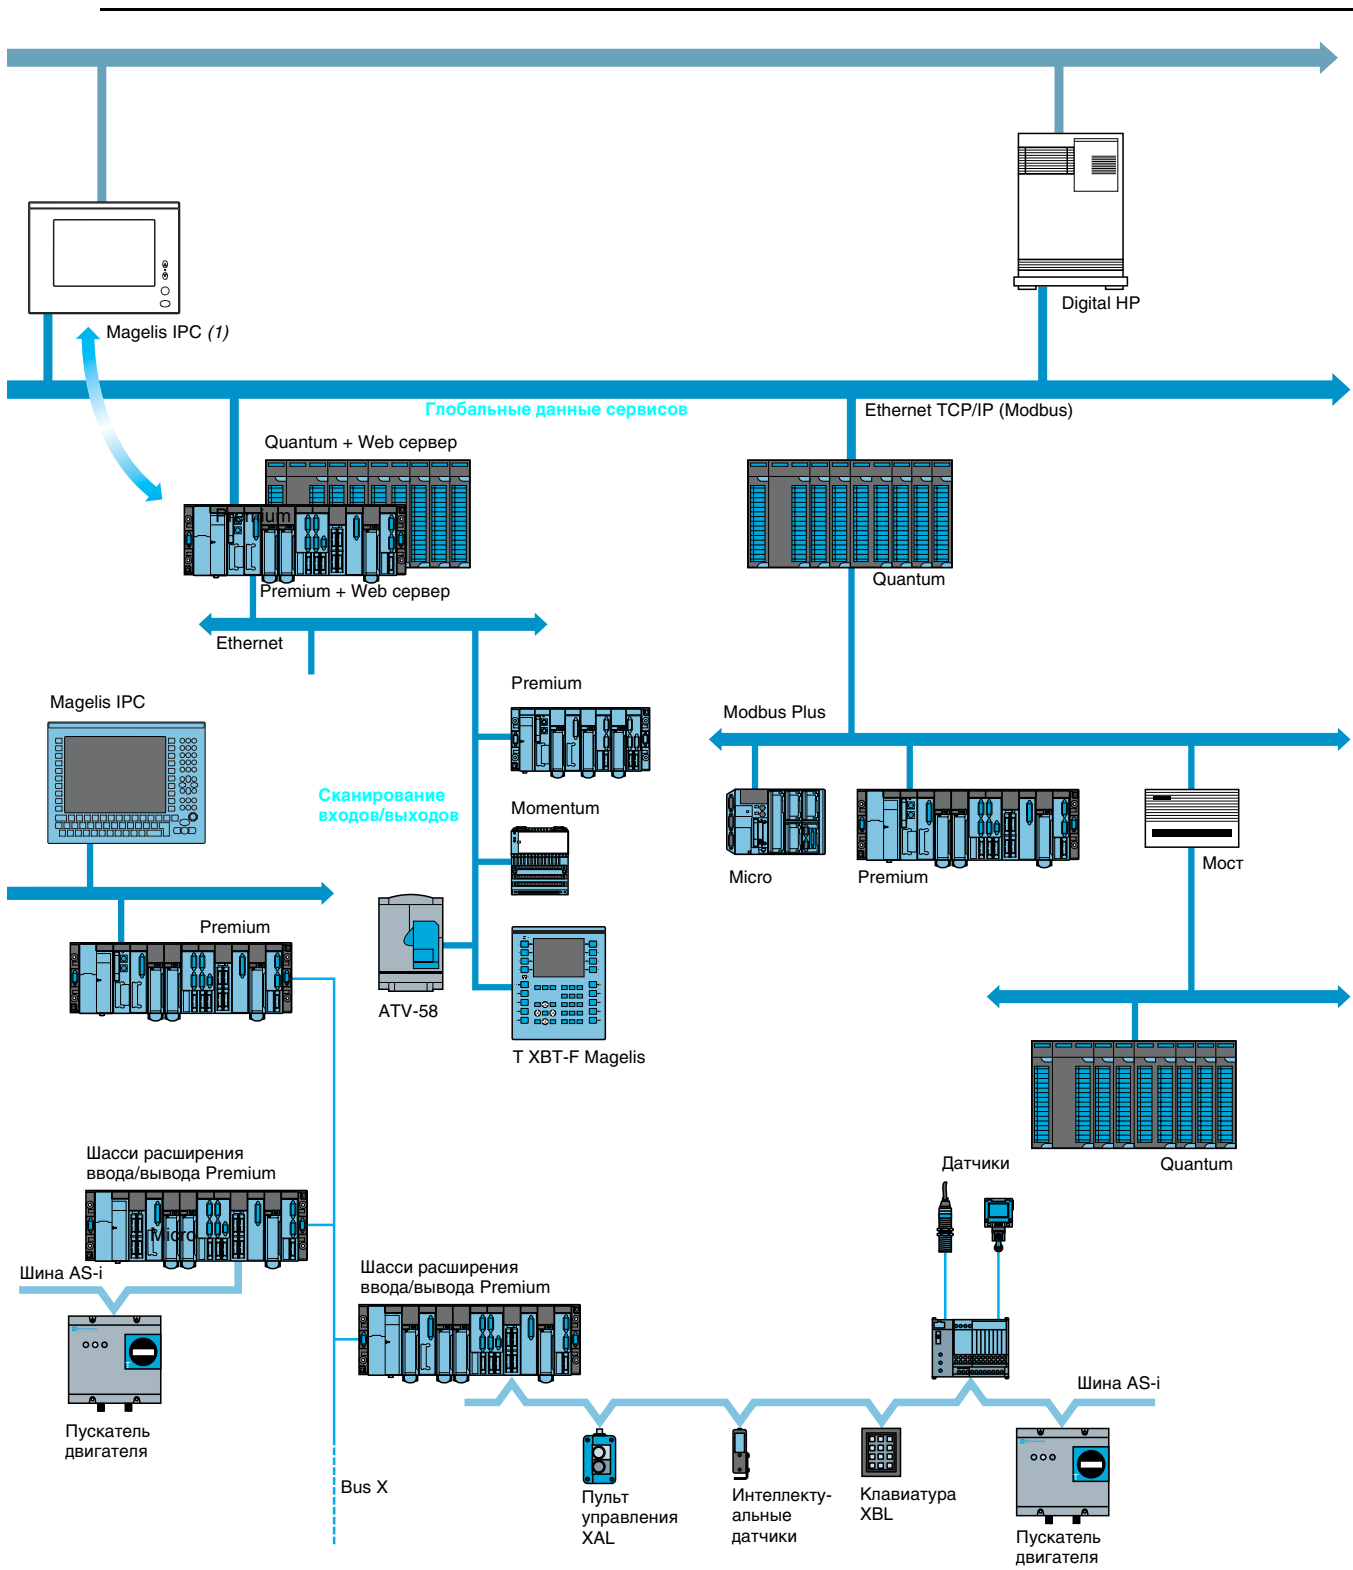 Magelis IPC (1)
Digital HP
Глобальные данные сервисов
Ethernet TCP/IP (Modbus)
Quantum + Web сервер
Premium
Premium + Web сервер
Quantum
Ethernet
Magelis IPC
Premium
Modbus Plus
Сканирование
входов/выходов
Momentum
Micro
Premium
Мост
Premium
ATV-58
T XBT-F Magelis
Quantum
Шасси расширения
ввода/вывода Premium
Micro
Датчики
Шина AS-i
Шасси расширения
ввода/вывода Premium
Шина AS-i
Пускатель
двигателя
Bus X
Пульт
управления
XAL
Интеллекту-
альные
датчики
Клавиатура
XBL
Пускатель
двигателя